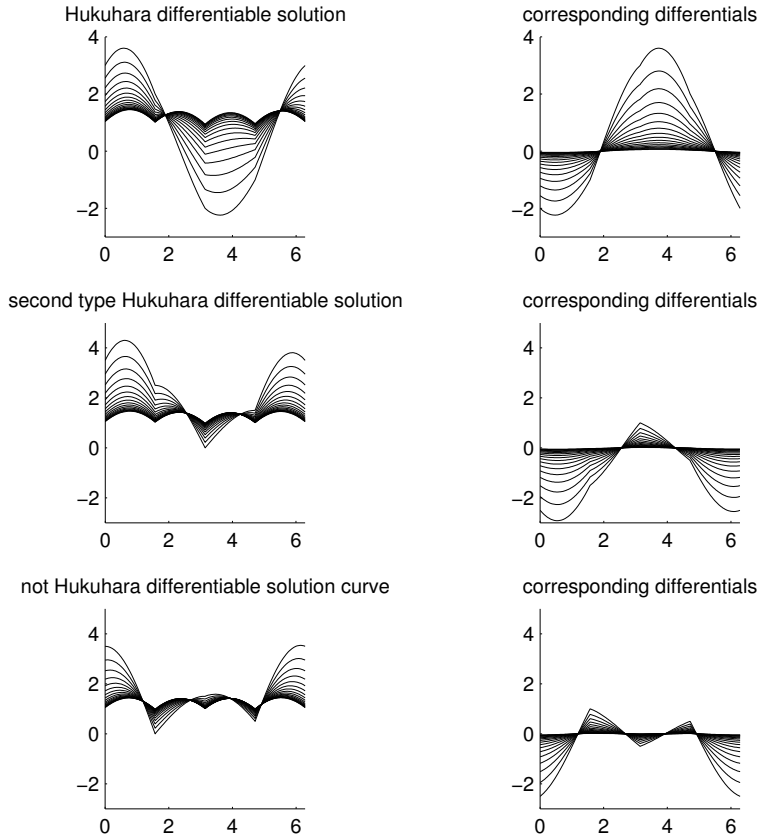 Hukuhara differentiable solution
corresponding differentials
4
2
0
−2
0 2 4 6
4
2
0
−2
0 2 4 6
second type Hukuhara differentiable solution
corresponding differentials
4
2
0
−2
0 2 4 6
4
2
0
−2
0 2 4 6
not Hukuhara differentiable solution curve
corresponding differentials
4
2
0
−2
0 2 4 6
4
2
0
−2
0 2 4 6